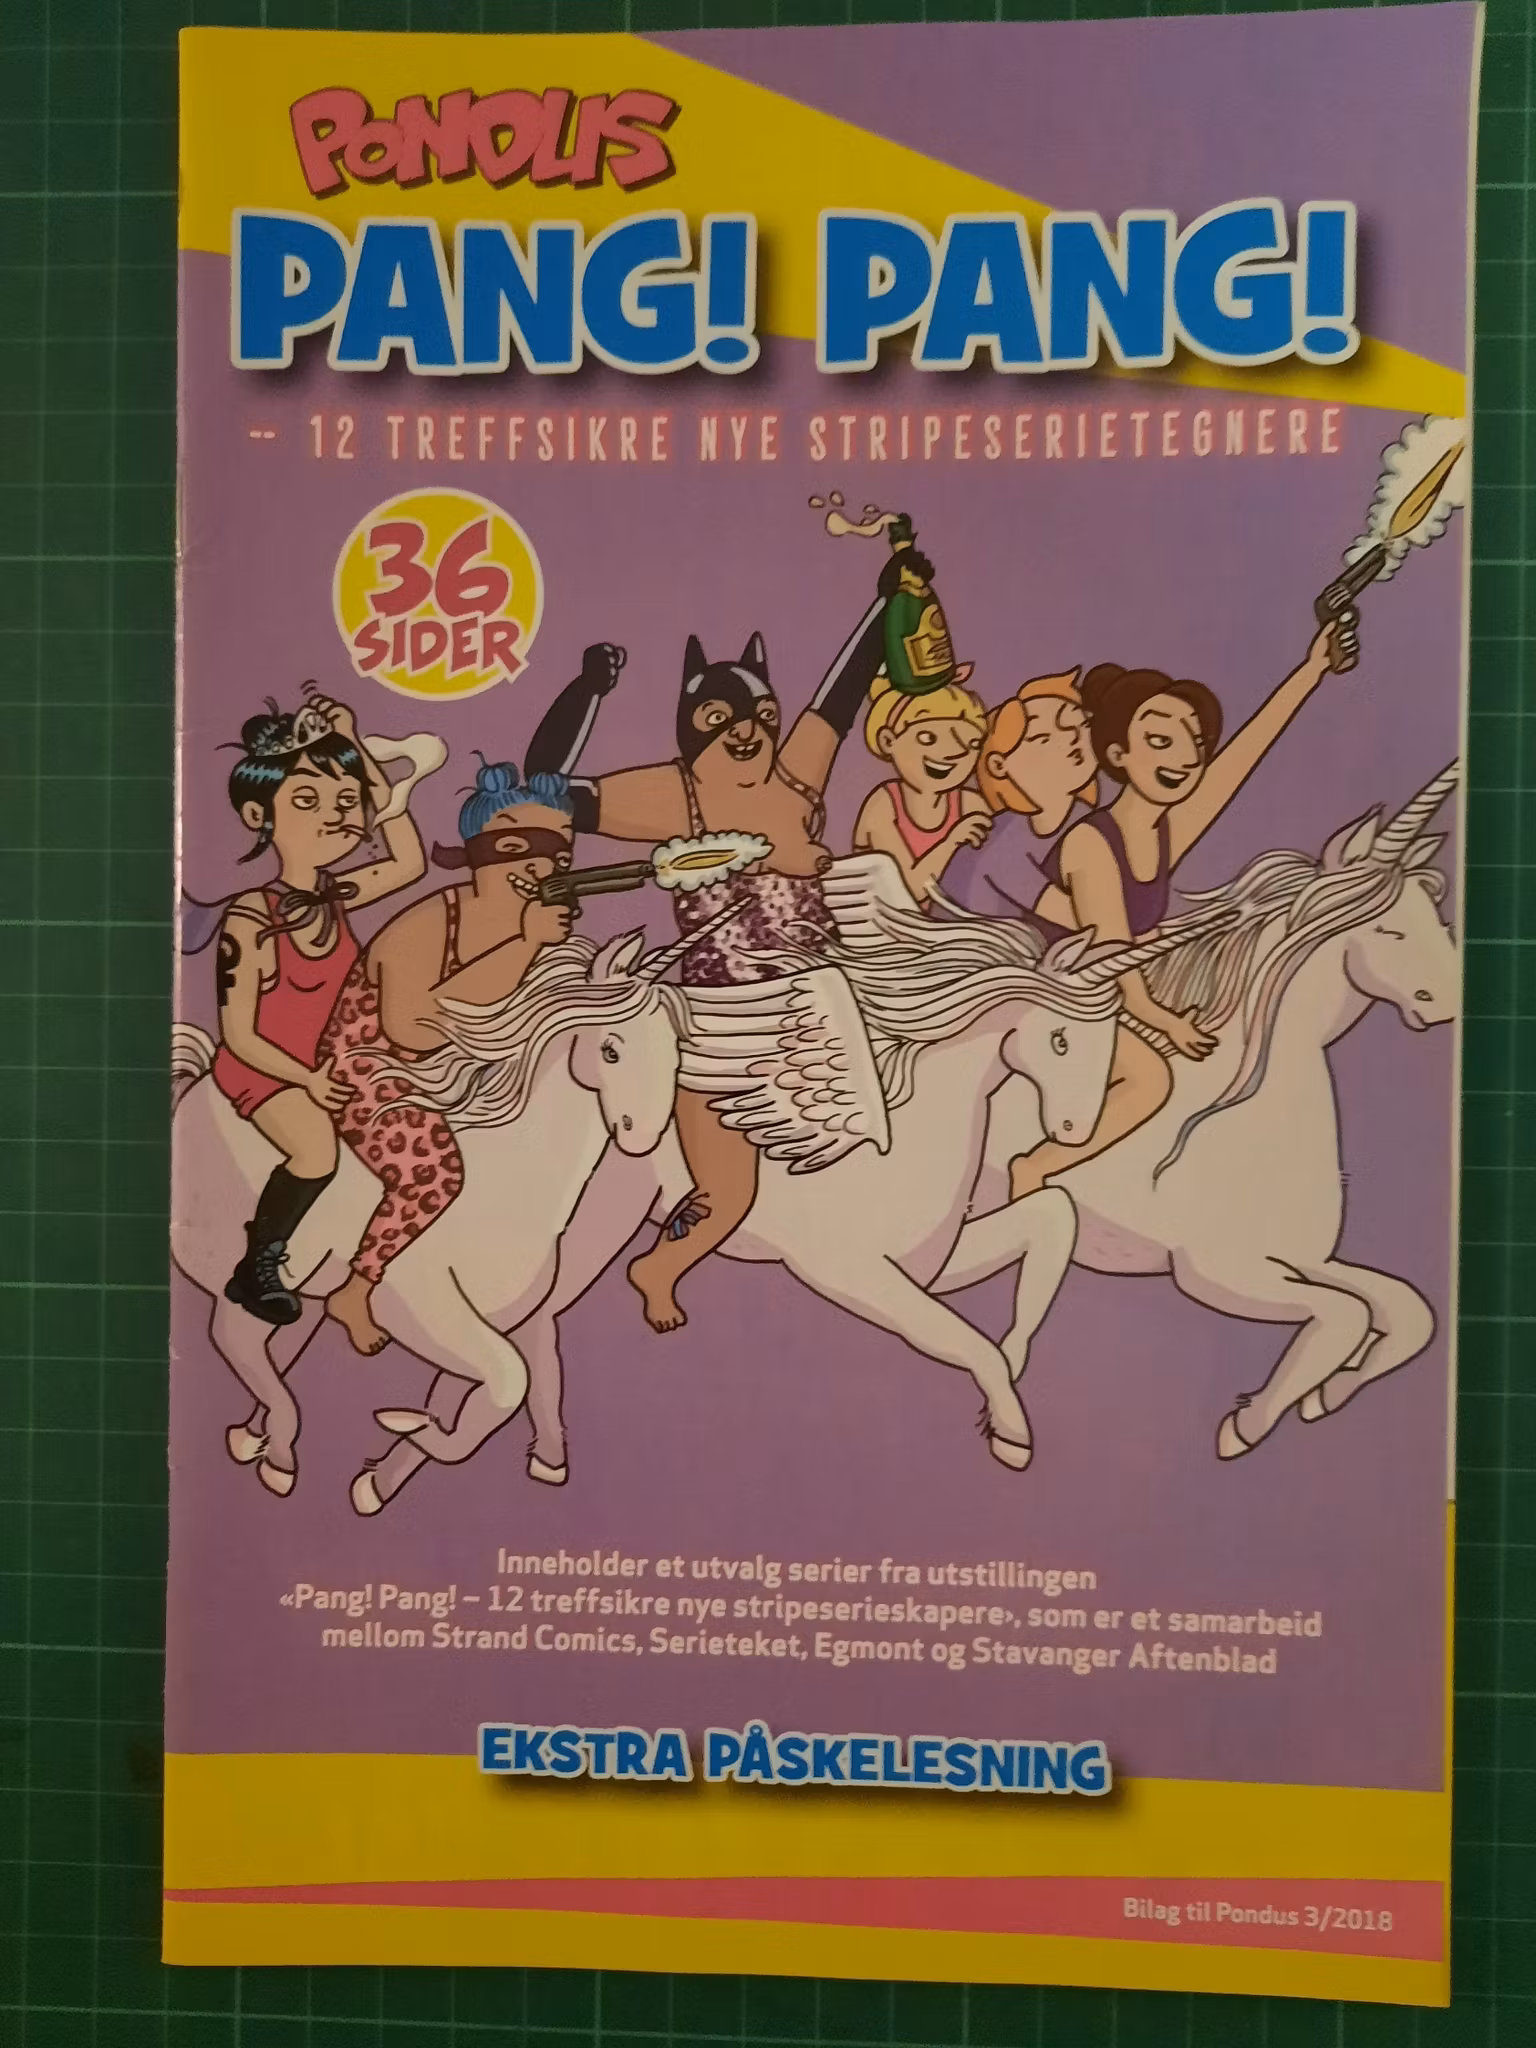 PONDUS
PANG! PANG!
-- 12 TREFFSIKRE NYE STRIPESERIETEGNERE
36
SIDER
Inneholder et utvalg serier fra utstillingen
«Pang! Pang! – 12 treffsikre nye stripeserieskapere», som er et samarbeid
mellom Strand Comics, Serieteket, Egmont og Stavanger Aftenblad
EKSTRA PÅSKELESNING
Bilag til Pondus 3/2018